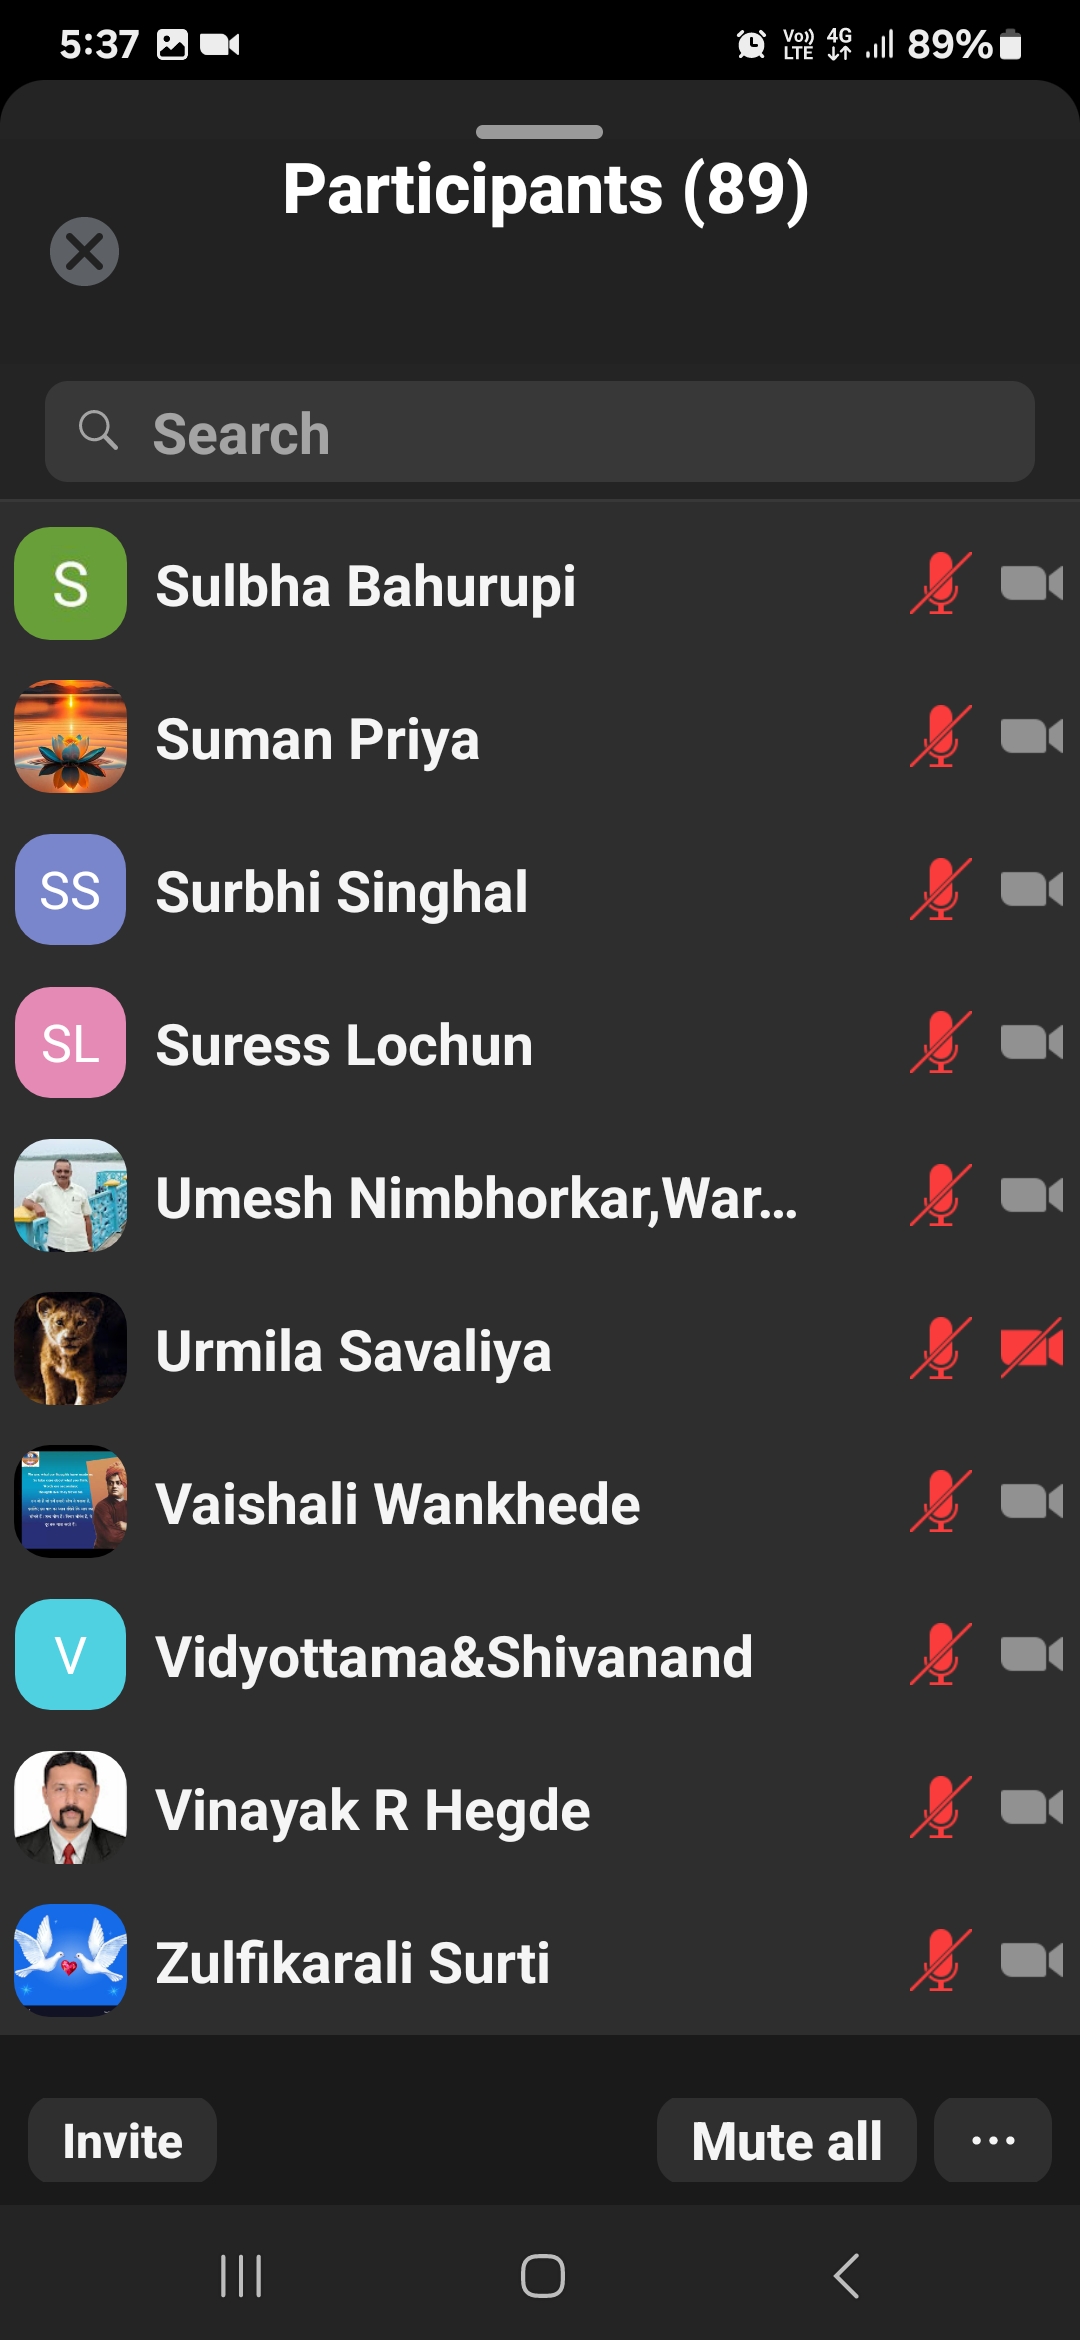 5:37
Vo)) LTE 4G 89%
Participants (89)
Search
S Sulbha Bahurupi
Suman Priya
SS Surbhi Singhal
SL Suress Lochun
Umesh Nimbhorkar,War...
Urmila Savaliya
Vaishali Wankhede
V Vidyottama&Shivanand
Vinayak R Hegde
Zulfikarali Surti
Invite
Mute all